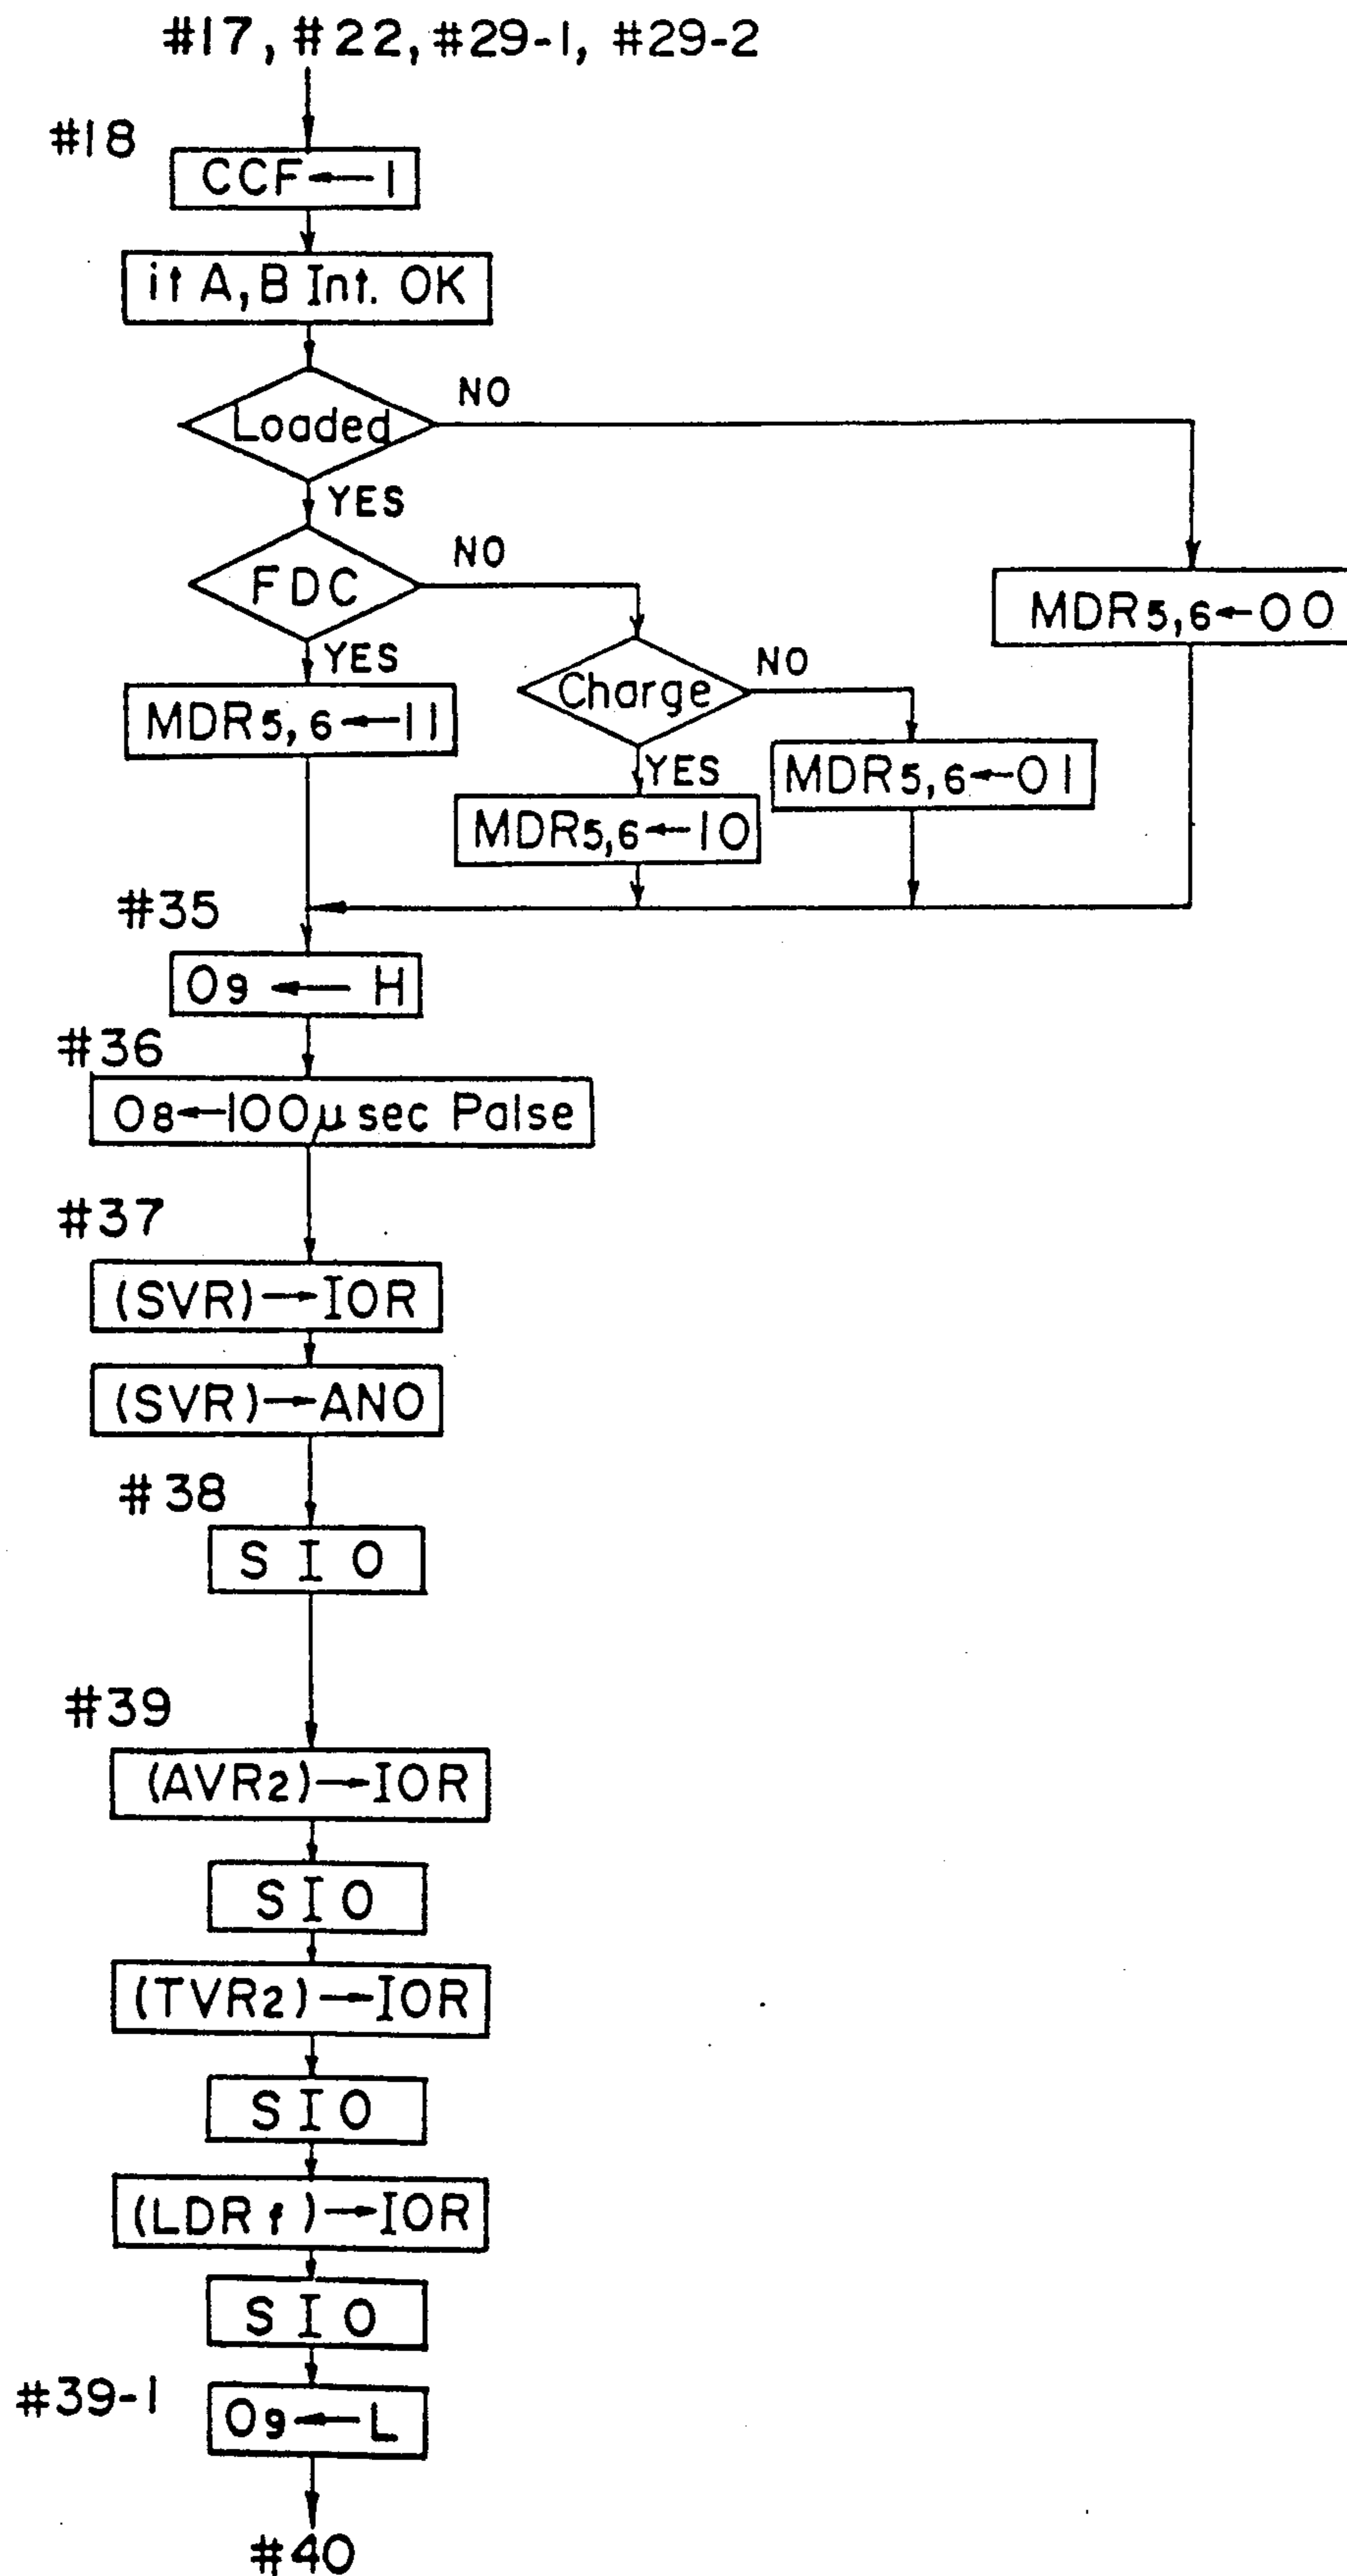 #17, #22, #29-1, #29-2
#18
CCF ← 1
it A, B Int. OK
Loaded
NO
YES
FDC
NO
MDR5,6 ← 00
YES
Charge
NO
MDR5,6 ← 11
YES
MDR5,6 ← 01
MDR5,6 ← 10
#35
O9 ← H
#36
O8 ← 100μsec Palse
#37
(SVR) → IOR
(SVR) → ANO
#38
SIO
#39
(AVR2) → IOR
SIO
(TVR2) → IOR
SIO
(LDRf) → IOR
SIO
#39-1
O9 ← L
#40